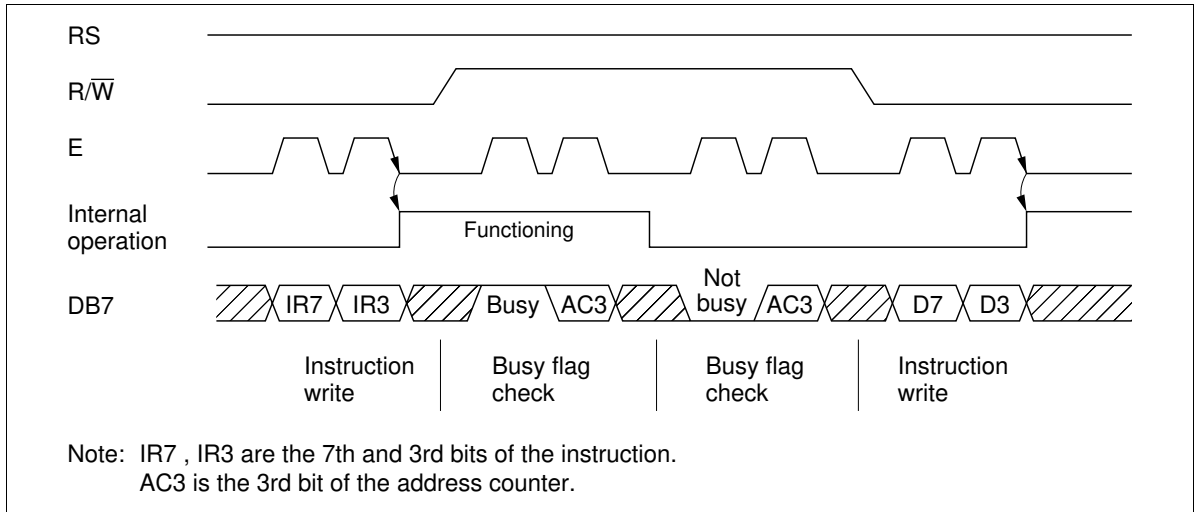 RS
R/W̅
E
Internal
operation
Functioning
DB7
IR7 IR3 Busy AC3 Not
busy AC3 D7 D3
Instruction
write
Busy flag
check
Busy flag
check
Instruction
write
Note: IR7 , IR3 are the 7th and 3rd bits of the instruction.
AC3 is the 3rd bit of the address counter.